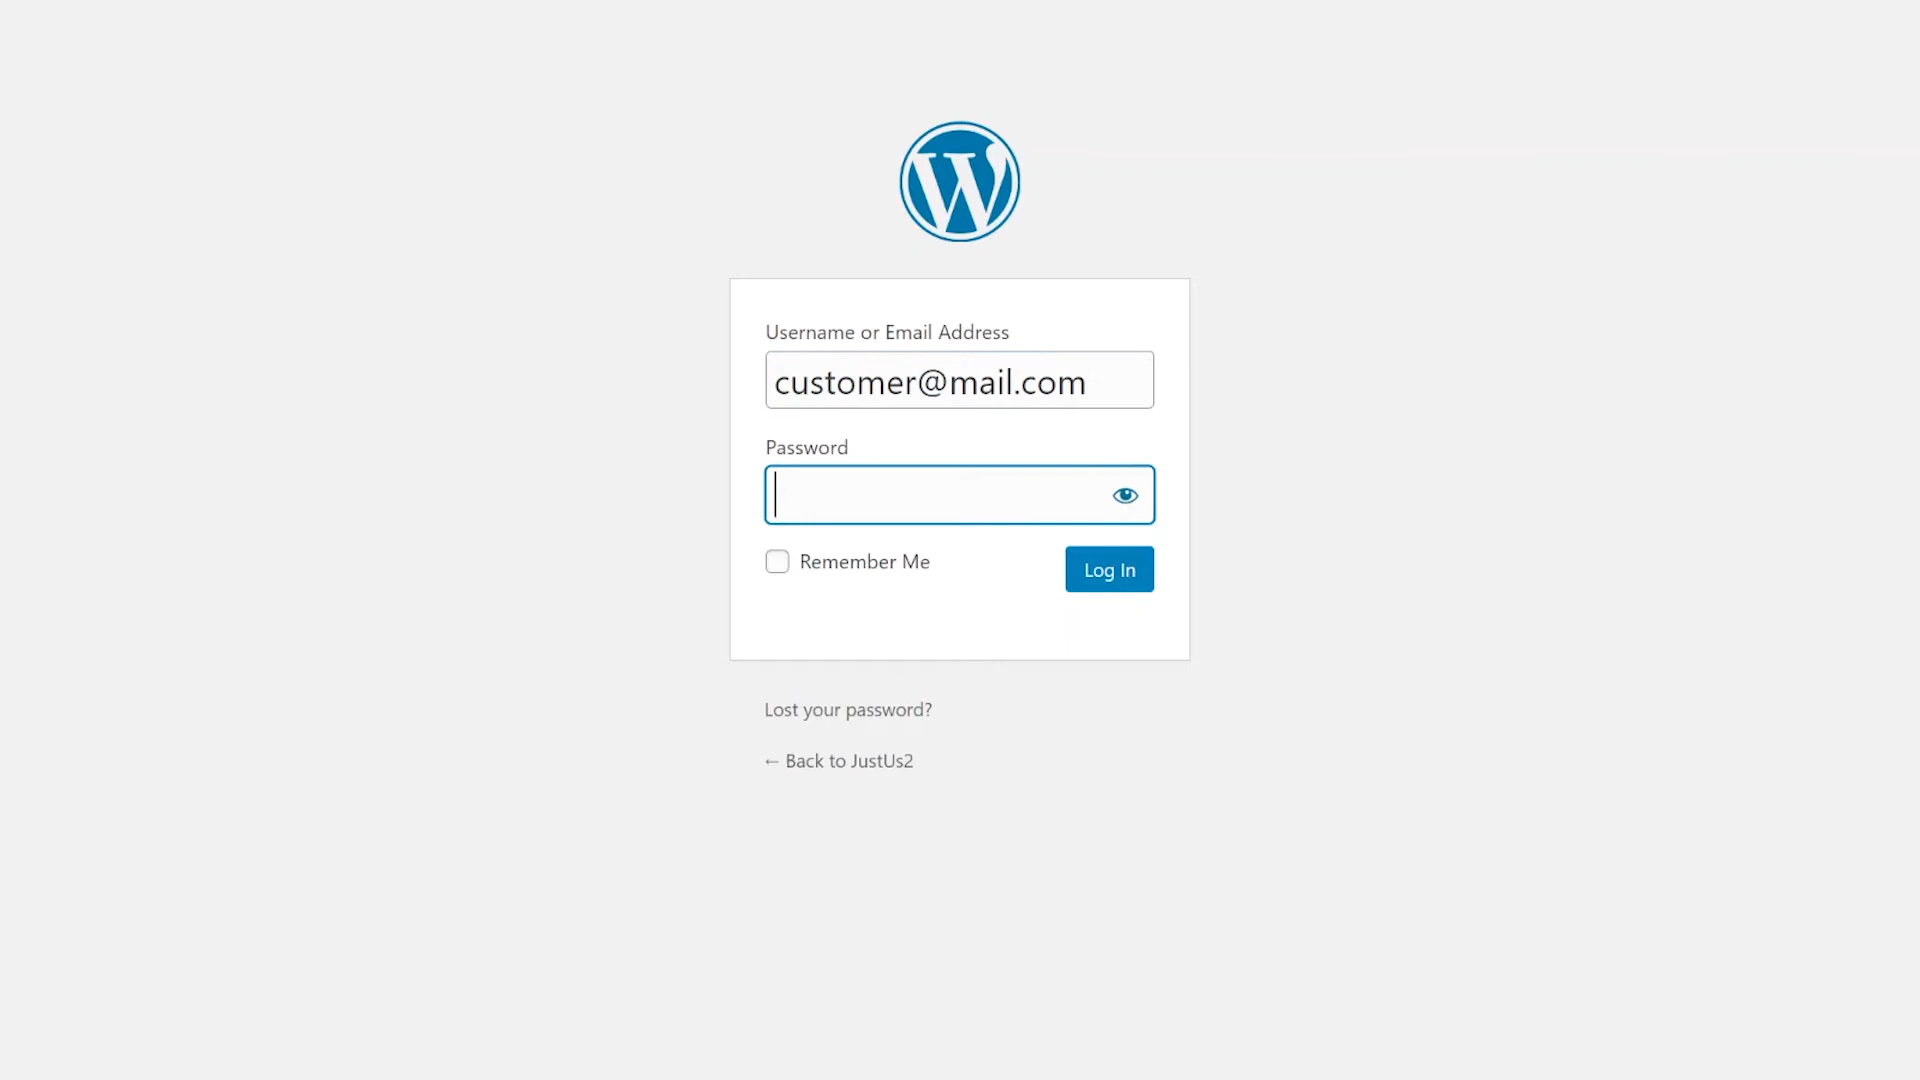 Username or Email Address
customer@mail.com
Password
Remember Me
Log In
Lost your password?
← Back to JustUs2